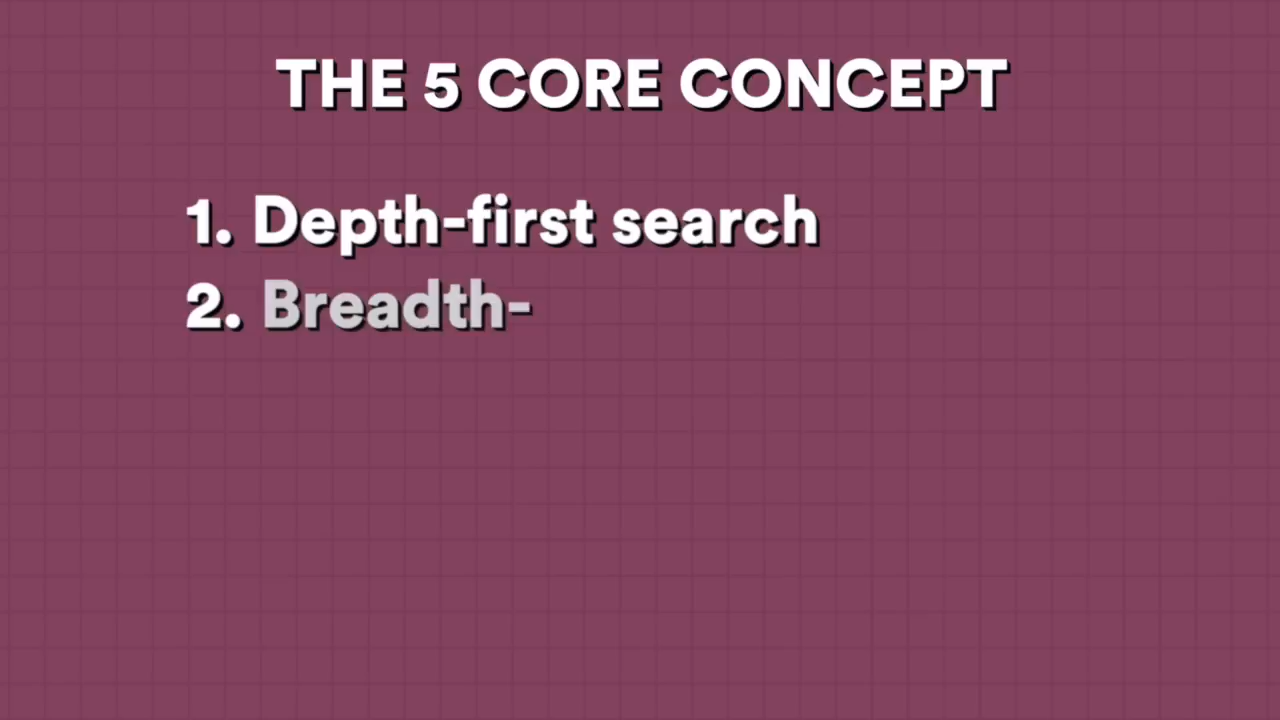 THE 5 CORE CONCEPT
1. Depth-first search
2. Breadth-